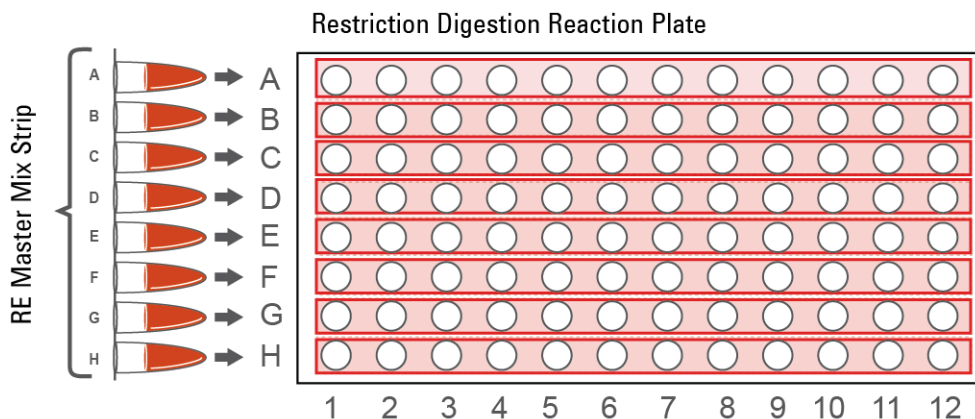 Restriction Digestion Reaction Plate
RE Master Mix Strip
A A
B B
C C
D D
E E
F F
G G
H H
1 2 3 4 5 6 7 8 9 10 11 12